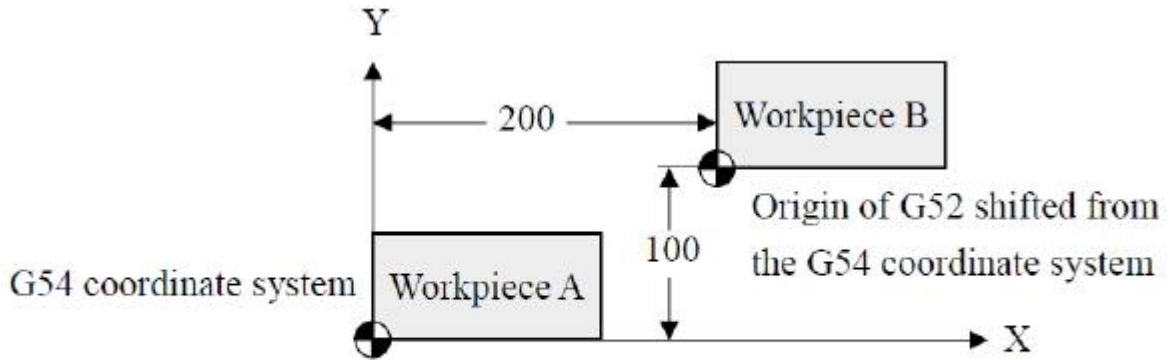 Y
200
Workpiece B
Origin of G52 shifted from
the G54 coordinate system
100
G54 coordinate system
Workpiece A
X